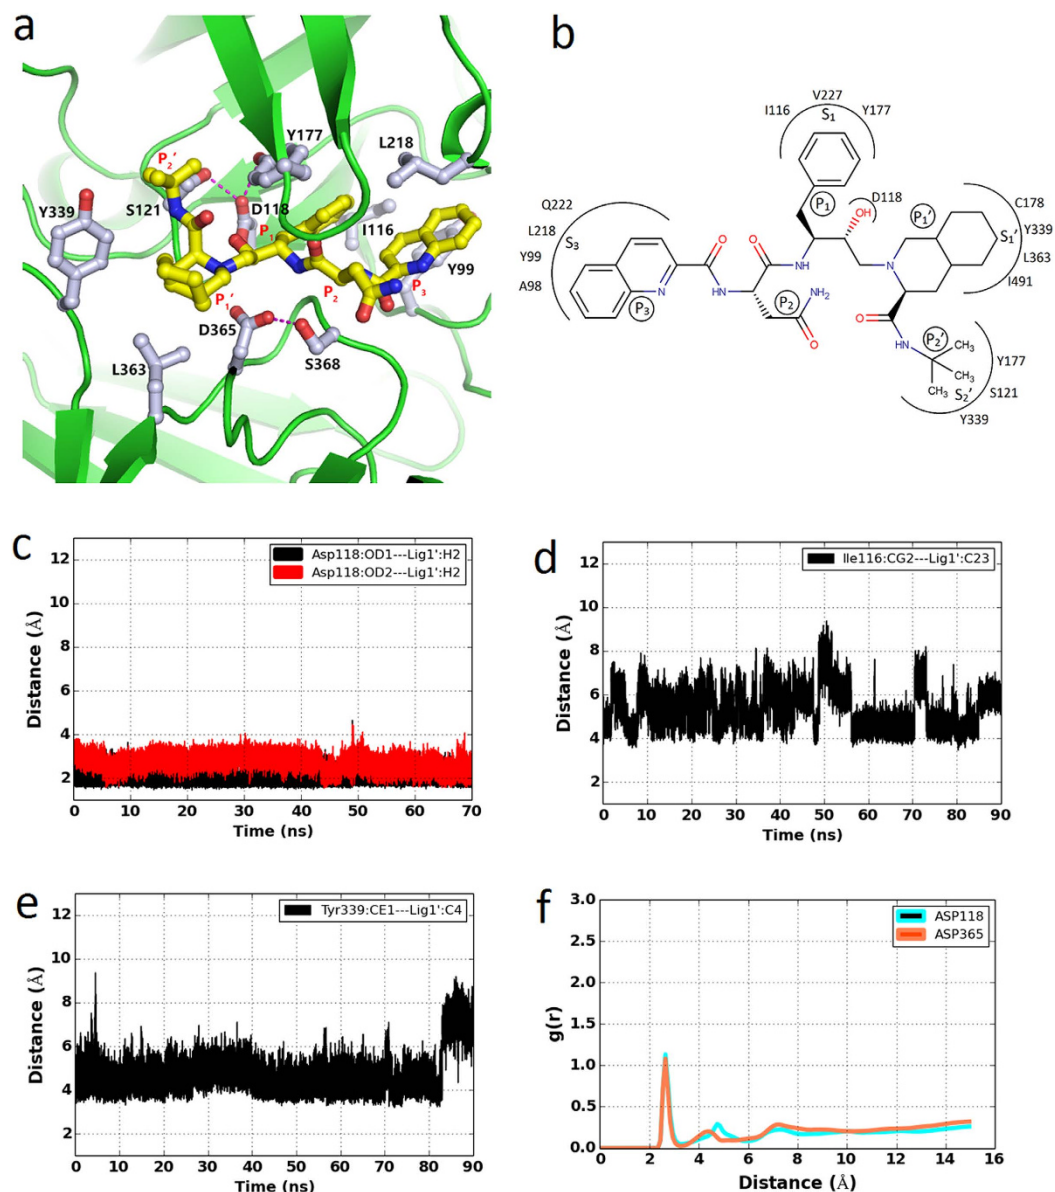 a
P₂'
Y177
L218
S121
Y339
D118
P₁
I116
Y99
P₂
P₃
P₁'
D365
L363
S368
b
V227
I116
S₁
Y177
P₁
Q222
OH
D118
P₁'
C178
L218
S₃
S₁'
Y339
Y99
L363
A98
I491
O
O
NH
N
N
P₃
NH
NH₂
P₂
O
O
P₂'
NH
CH₃
CH₃
CH₃
S₂'
Y177
S121
Y339
c
Asp118:OD1---Lig1':H2
Asp118:OD2---Lig1':H2
Distance (Å)
12
10
8
6
4
2
0 10 20 30 40 50 60 70
Time (ns)
d
Ile116:CG2---Lig1':C23
Distance (Å)
12
10
8
6
4
2
0 10 20 30 40 50 60 70 80 90
Time (ns)
e
Tyr339:CE1---Lig1':C4
Distance (Å)
12
10
8
6
4
2
0 10 20 30 40 50 60 70 80 90
Time (ns)
f
ASP118
ASP365
g(r)
3.0
2.5
2.0
1.5
1.0
0.5
0.0
0 2 4 6 8 10 12 14 16
Distance (Å)